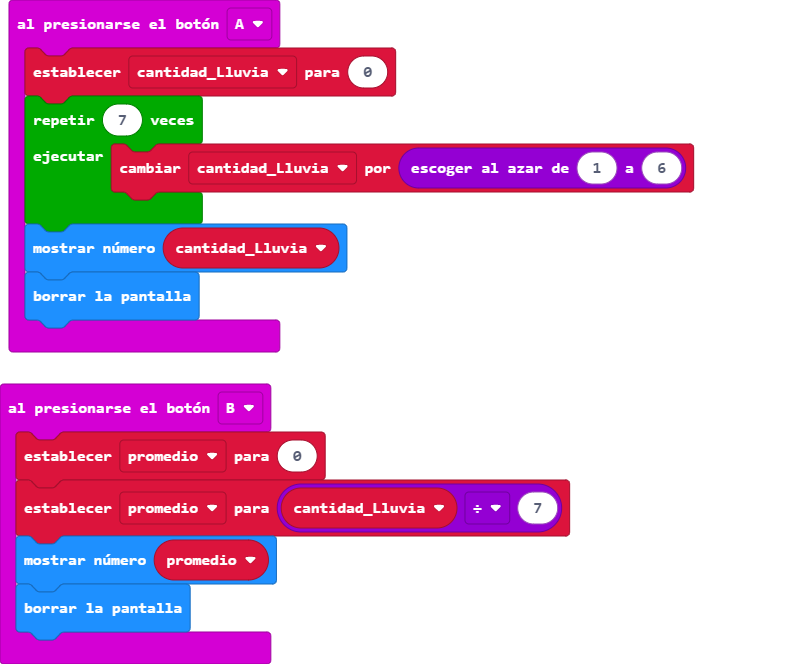 al presionarse el botón A
establecer cantidad_Lluvia para 0
repetir 7 veces
ejecutar cambiar cantidad_Lluvia por escoger al azar de 1 a 6
mostrar número cantidad_Lluvia
borrar la pantalla
al presionarse el botón B
establecer promedio para 0
establecer promedio para cantidad_Lluvia ÷ 7
mostrar número promedio
borrar la pantalla